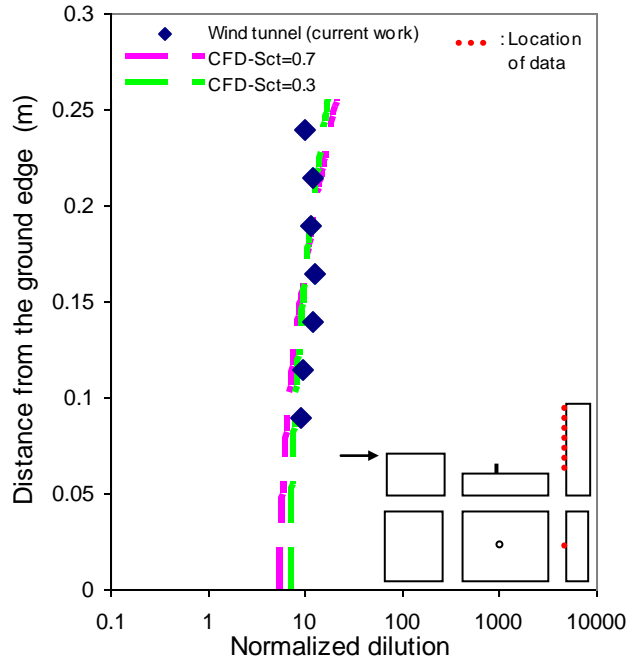 Wind tunnel (current work)
CFD-Sct=0.7
CFD-Sct=0.3
: Location
of data
Distance from the ground edge (m)
0.3
0.25
0.2
0.15
0.1
0.05
0
0.1
1
10
100
1000
10000
Normalized dilution